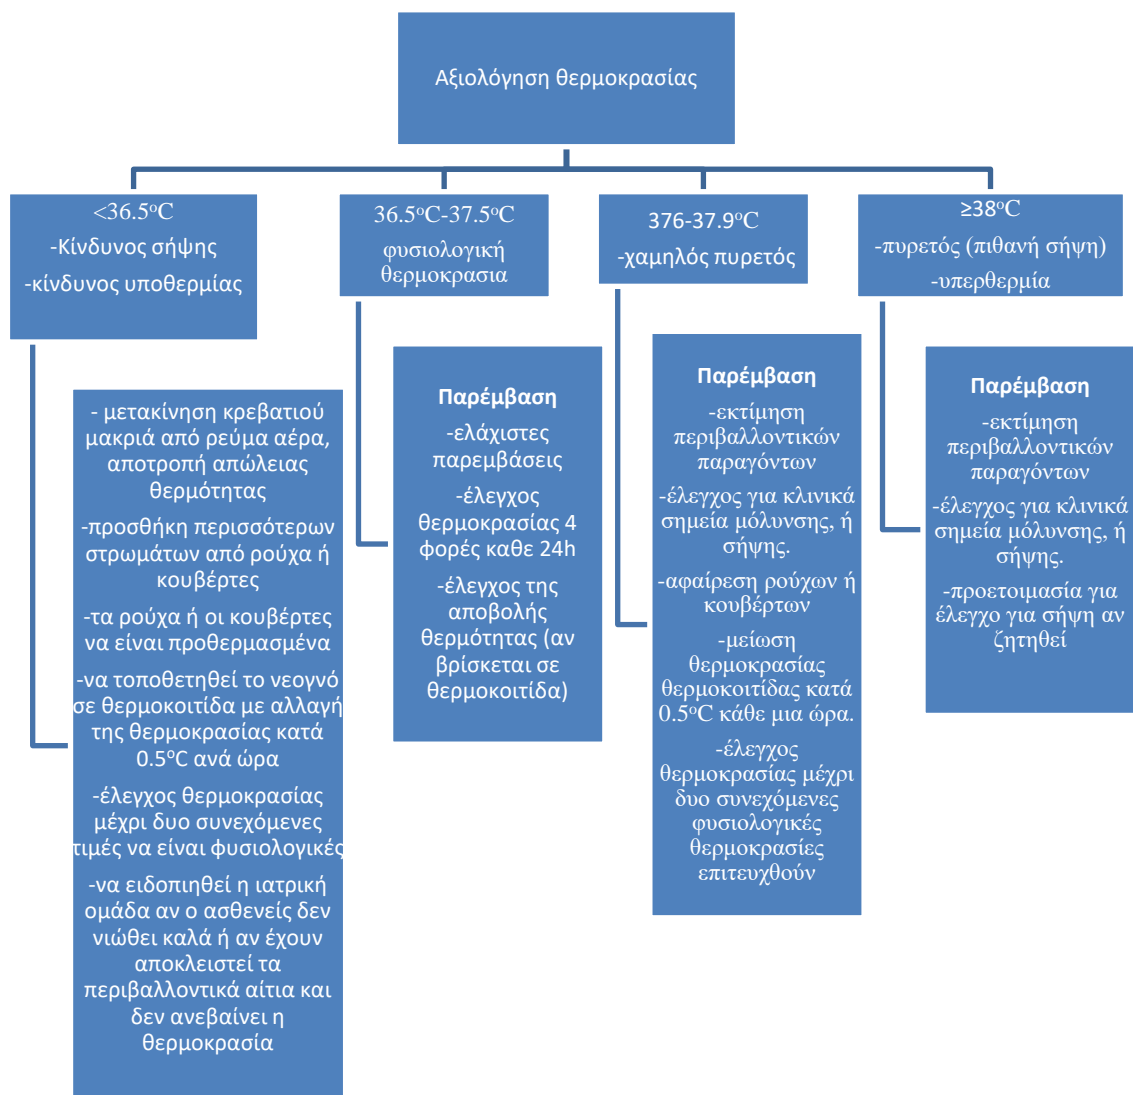 Αξιολόγηση θερμοκρασίας
<36.5°C
-Κίνδυνος σήψης
-κίνδυνος υποθερμίας
36.5°C-37.5°C
φυσιολογική
θερμοκρασια
376-37.9°C
-χαμηλός πυρετός
≥38°C
-πυρετός (πιθανή σήψη)
-υπερθερμία
- μετακίνηση κρεβατιού
μακριά από ρεύμα αέρα,
αποτροπή απώλειας
θερμότητας
-προσθήκη περισσότερων
στρωμάτων από ρούχα ή
κουβέρτες
-τα ρούχα ή οι κουβέρτες
να είναι προθερμασμένα
-να τοποθετηθεί το νεογνό
σε θερμοκοιτίδα με αλλαγή
της θερμοκρασίας κατά
0.5°C ανά ώρα
-έλεγχος θερμοκρασίας
μέχρι δυο συνεχόμενες
τιμές να είναι φυσιολογικές
-να ειδοπιηθεί η ιατρική
ομάδα αν ο ασθενείς δεν
νιώθει καλά ή αν έχουν
αποκλειστεί τα
περιβαλλοντικά αίτια και
δεν ανεβαίνει η
θερμοκρασία
Παρέμβαση
-ελάχιστες
παρεμβάσεις
-έλεγχος
θερμοκρασίας 4
φορές καθε 24h
-έλεγχος της
αποβολής
θερμότητας (αν
βρίσκεται σε
θερμοκοιτίδα)
Παρέμβαση
-εκτίμηση
περιβαλλοντικών
παραγόντων
-έλεγχος για κλινικά
σημεία μόλυνσης, ή
σήψης.
-αφαίρεση ρούχων ή
κουβέρτων
-μείωση
θερμοκρασίας
θερμοκοιτίδας κατά
0.5°C κάθε μια ώρα.
-έλεγχος
θερμοκρασίας μέχρι
δυο συνεχόμενες
φυσιολογικές
θερμοκρασίες
επιτευχθούν
Παρέμβαση
-εκτίμηση
περιβαλλοντικών
παραγόντων
-έλεγχος για κλινικά
σημεία μόλυνσης, ή
σήψης.
-προετοιμασία για
έλεγχο για σήψη αν
ζητηθεί